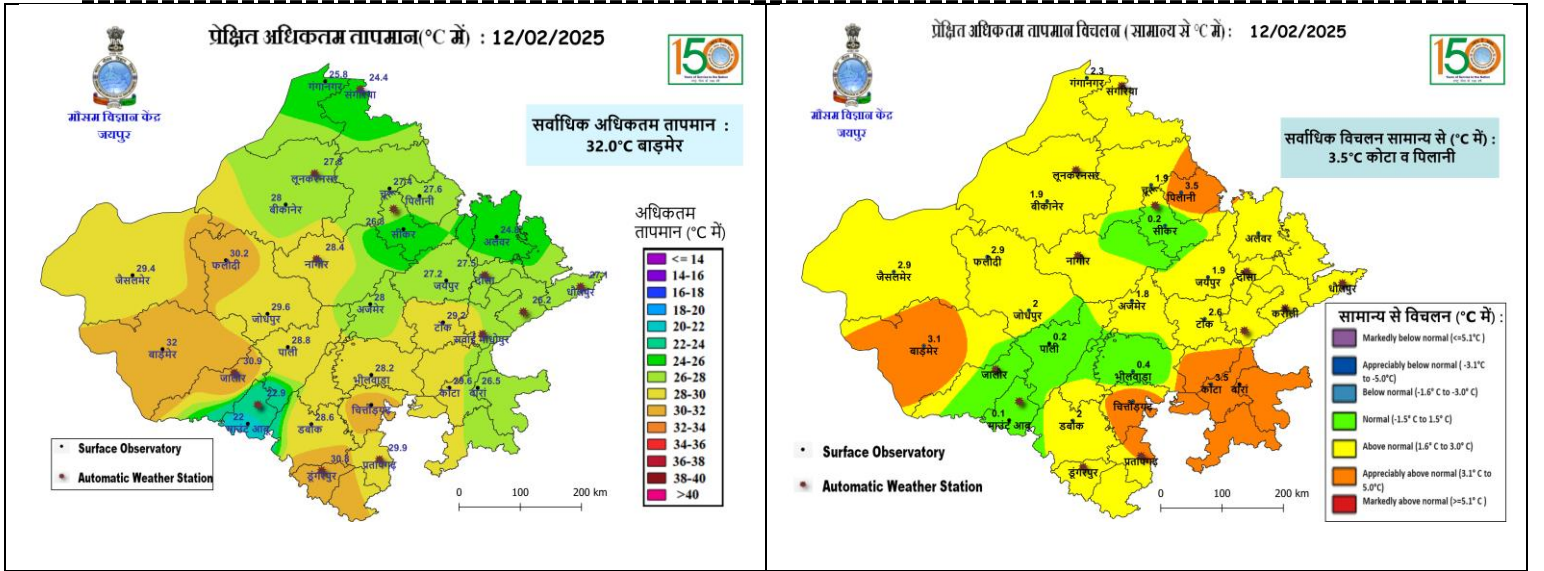 प्रेक्षित अधिकतम तापमान(°C में) : 12/02/2025
150
मौसम विज्ञान केंद्र
जयपुर
सर्वाधिक अधिकतम तापमान :
32.0°C बाड़मेर
25.8
गंगानगर
24.4
संगरिया
लूनकरनसर
28
बीकानेर
27.4
चूरू
27.6
पिलानी
सीकर
अलवर
29.4
जैसलमेर
30.2
फलौदी
28.4
नागौर
27.2
जयपुर
दौसा
27.1
धौलपुर
26.2
29.6
जोधपुर
28
अजमेर
29.2
टोंक
सवाई माधोपुर
32
बाड़मेर
28.8
पाली
30.9
जालौर
28.2
भीलवाड़ा
कोटा
26.5
बारां
22.9
22
माउंट आबू
28.6
डबोक
चित्तौड़गढ़
29.9
प्रतापगढ़
30.8
डूंगरपुर
अधिकतम
तापमान (°C में)
<= 14
14-16
16-18
18-20
20-22
22-24
24-26
26-28
28-30
30-32
32-34
34-36
36-38
38-40
>40
Surface Observatory
Automatic Weather Station
0 100 200 km
प्रेक्षित अधिकतम तापमान विचलन (सामान्य से °C में) : 12/02/2025
150
मौसम विज्ञान केंद्र
जयपुर
सर्वाधिक विचलन सामान्य से (°C में) :
3.5°C कोटा व पिलानी
2.3
गंगानगर
संगरिया
लूनकरनसर
1.9
बीकानेर
1.9
चूरू
3.5
पिलानी
0.2
सीकर
अलवर
2.9
जैसलमेर
2.9
फलौदी
नागौर
1.9
जयपुर
दौसा
धौलपुर
2
जोधपुर
1.8
अजमेर
2.6
टोंक
करौली
3.1
बाड़मेर
0.2
पाली
जालौर
0.4
भीलवाड़ा
3.5
कोटा
बारां
0.1
माउंट आबू
2
डबोक
चित्तौड़गढ़
प्रतापगढ़
डूंगरपुर
सामान्य से विचलन (°C में) :
Markedly below normal (<=5.1°C )
Appreciably below normal ( -3.1°C
to -5.0°C)
Below normal (-1.6° C to -3.0° C)
Normal (-1.5° C to 1.5° C)
Above normal (1.6° C to 3.0° C)
Appreciably above normal (3.1° C to
5.0°C)
Markedly above normal (>=5.1° C )
Surface Observatory
Automatic Weather Station
0 100 200 km